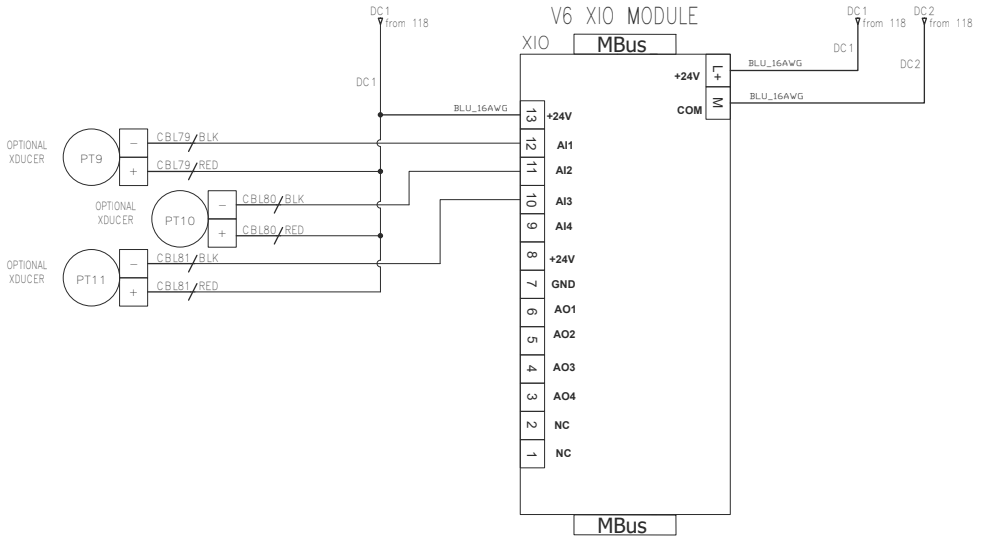 DC1
from 118
V6 XIO MODULE
DC1
from 118
DC2
from 118
XIO
MBus
DC1
DC2
BLU_16AWG
+24V
L+
DC1
BLU_16AWG
COM
M
BLU_16AWG
13
+24V
OPTIONAL
XDUCER
PT9
-
CBL79/BLK
12
AI1
+
CBL79/RED
11
AI2
OPTIONAL
XDUCER
PT10
-
CBL80/BLK
10
AI3
+
CBL80/RED
9
AI4
OPTIONAL
XDUCER
PT11
-
CBL81/BLK
8
+24V
+
CBL81/RED
7
GND
6
AO1
5
AO2
4
AO3
3
AO4
2
NC
1
NC
MBus